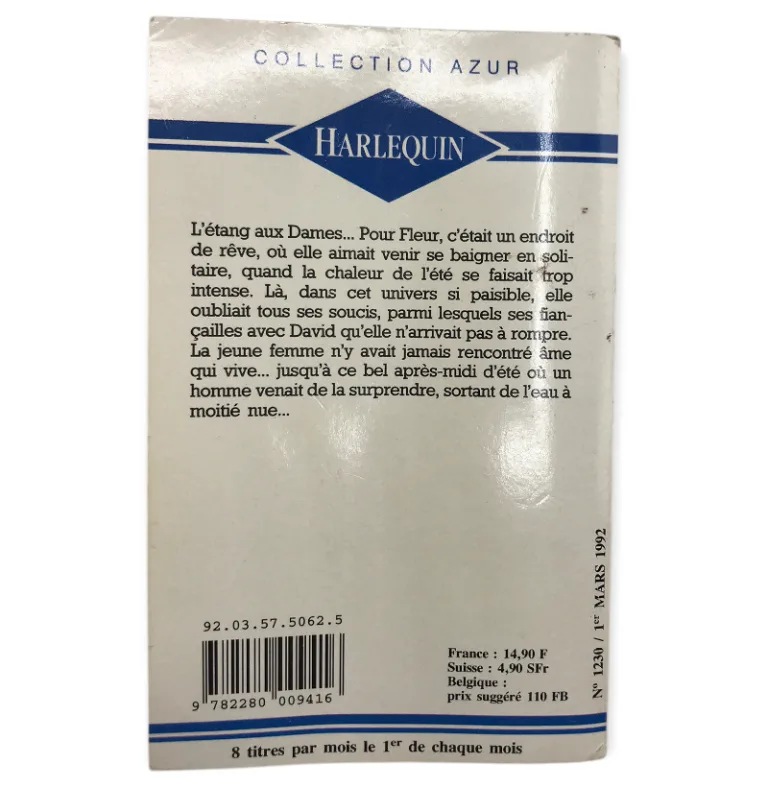 COLLECTION AZUR
HARLEQUIN
L'étang aux Dames... Pour Fleur, c'était un endroit
de rêve, où elle aimait venir se baigner en soli-
taire, quand la chaleur de l'été se faisait trop
intense. Là, dans cet univers si paisible, elle
oubliait tous ses soucis, parmi lesquels ses fian-
çailles avec David qu'elle n'arrivait pas à rompre.
La jeune femme n'y avait jamais rencontré âme
qui vive... jusqu'à ce bel après-midi d'été où un
homme venait de la surprendre, sortant de l'eau à
moitié nue...
92.03.57.5062.5
9 782280 009416
France : 14,90 F
Suisse : 4,90 SFr
Belgique :
prix suggéré 110 FB
N° 1230 / 1er MARS 1992
8 titres par mois le 1er de chaque mois